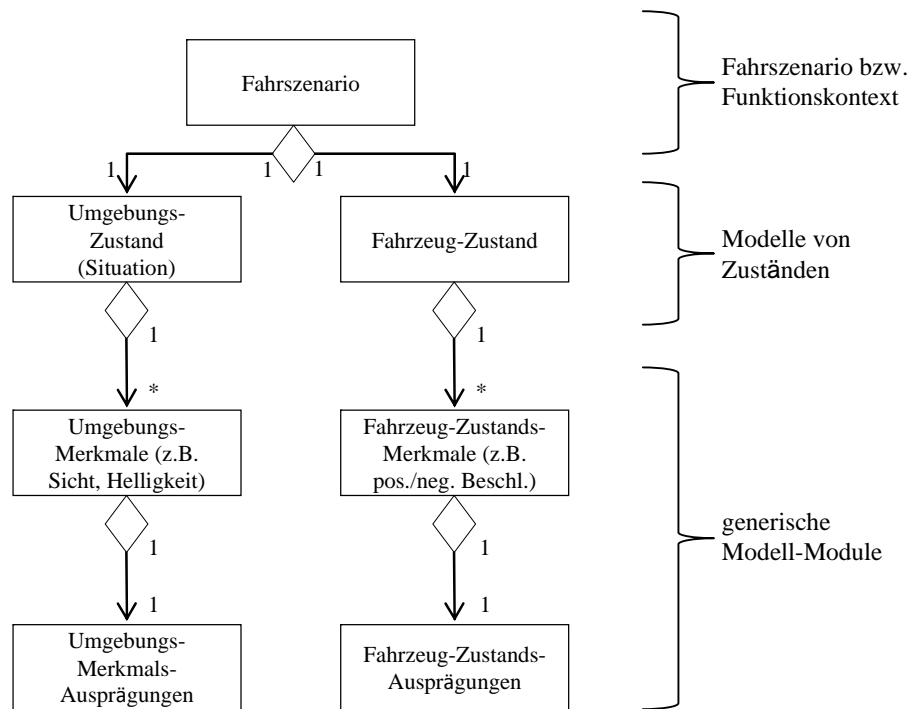 Fahrszenario
Fahrszenario bzw.
Funktionskontext
1
1
1
1
Umgebungs-
Zustand
(Situation)
Fahrzeug-Zustand
Modelle von
Zuständen
1
1
*
*
Umgebungs-
Merkmale (z.B.
Sicht, Helligkeit)
Fahrzeug-Zustands-
Merkmale (z.B.
pos./neg. Beschl.)
generische
Modell-Module
1
1
1
1
Umgebungs-
Merkmals-
Ausprägungen
Fahrzeug-Zustands-
Ausprägungen